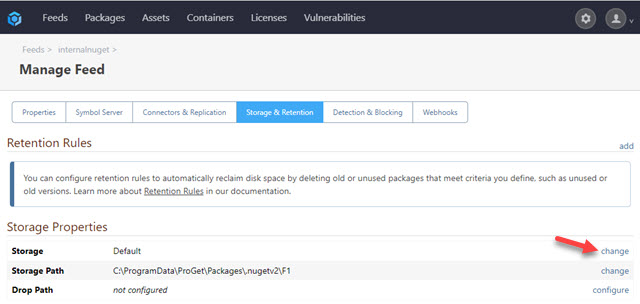 Feeds Packages Assets Containers Licenses Vulnerabilities
Feeds > internalnuget >
Manage Feed
Properties Symbol Server Connectors & Replication Storage & Retention Detection & Blocking Webhooks
Retention Rules add
You can configure retention rules to automatically reclaim disk space by deleting old or unused packages that meet criteria you define, such as unused or
old versions. Learn more about Retention Rules in our documentation.
Storage Properties
Storage Default change
Storage Path C:\ProgramData\ProGet\Packages\.nugetv2\F1 change
Drop Path not configured configure